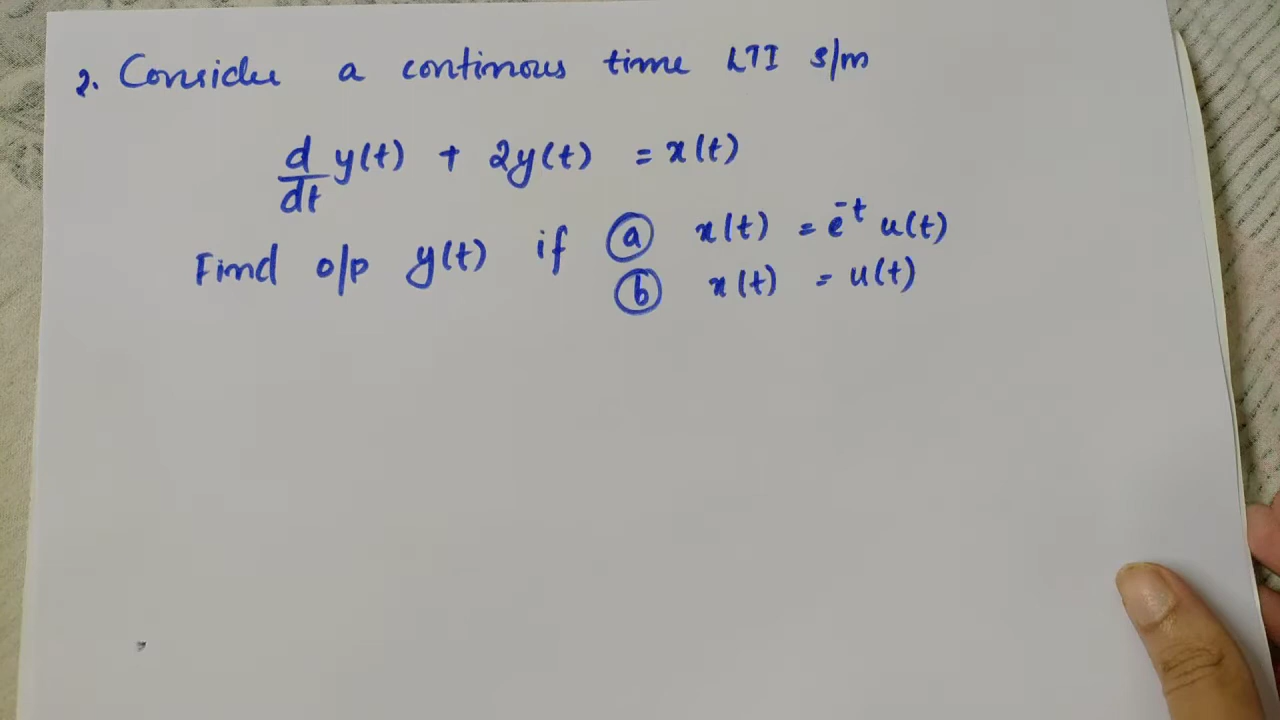 2. Consider a continous time LTI s/m
d/dt y(t) + 2y(t) = x(t)
Find o/p y(t) if ⓐ x(t) = e^-t u(t)
ⓑ x(t) = u(t)